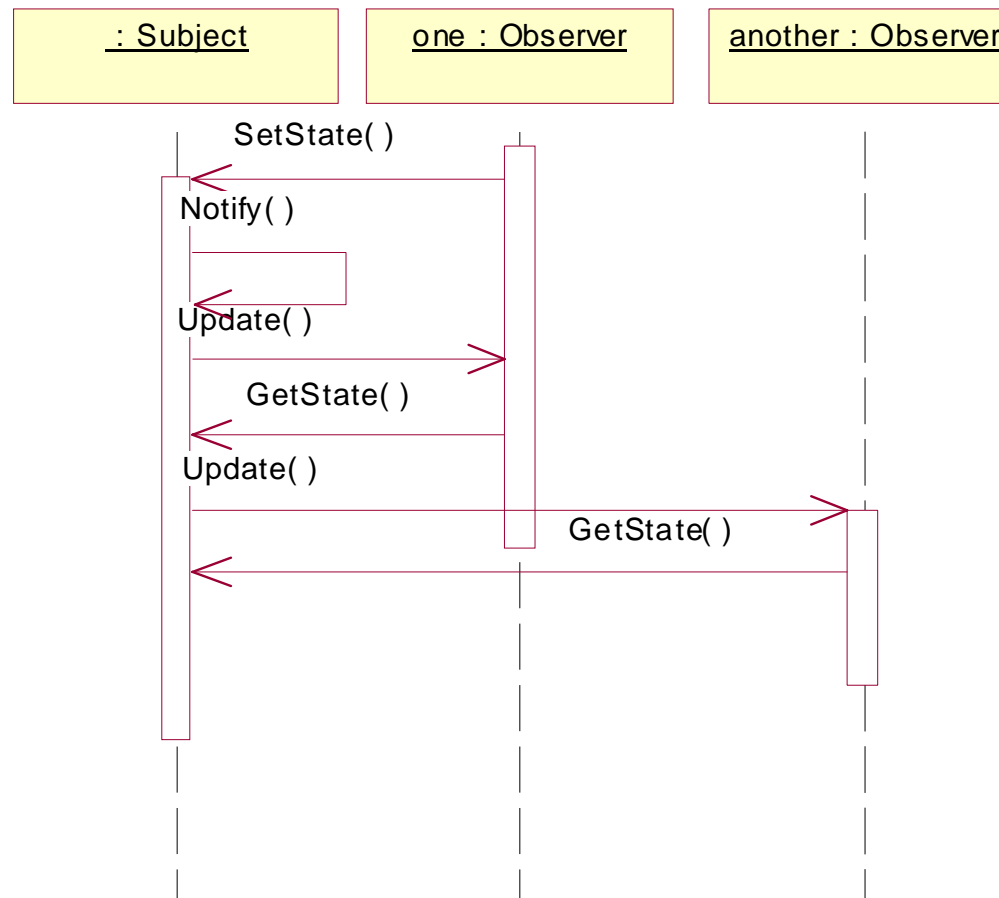 : Subject
one : Observer
another : Observer
SetState( )
Notify( )
Update( )
GetState( )
Update( )
GetState( )